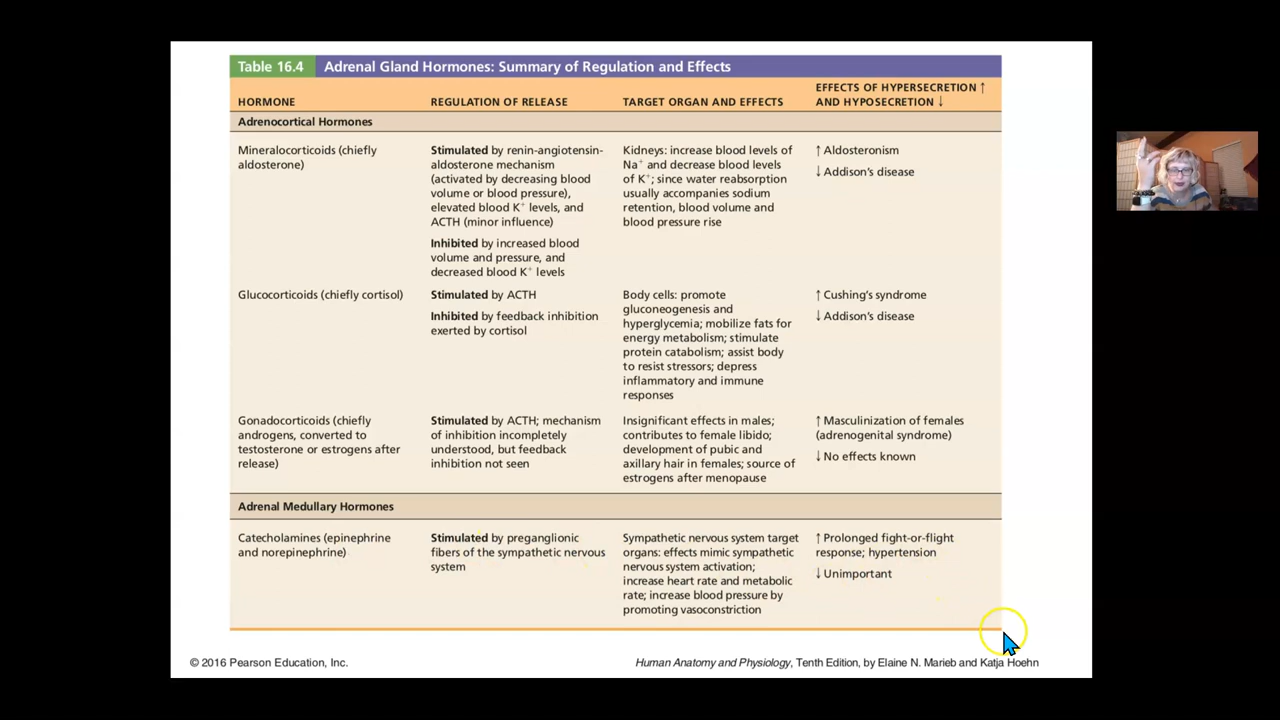 Table 16.4 Adrenal Gland Hormones: Summary of Regulation and Effects
HORMONE
REGULATION OF RELEASE
TARGET ORGAN AND EFFECTS
EFFECTS OF HYPERSECRETION ↑
AND HYPOSECRETION ↓
Adrenocortical Hormones
Mineralocorticoids (chiefly
aldosterone)
Stimulated by renin-angiotensin-
aldosterone mechanism
(activated by decreasing blood
volume or blood pressure),
elevated blood K⁺ levels, and
ACTH (minor influence)
Inhibited by increased blood
volume and pressure, and
decreased blood K⁺ levels
Kidneys: increase blood levels of
Na⁺ and decrease blood levels
of K⁺; since water reabsorption
usually accompanies sodium
retention, blood volume and
blood pressure rise
↑ Aldosteronism
↓ Addison's disease
Glucocorticoids (chiefly cortisol)
Stimulated by ACTH
Inhibited by feedback inhibition
exerted by cortisol
Body cells: promote
gluconeogenesis and
hyperglycemia; mobilize fats for
energy metabolism; stimulate
protein catabolism; assist body
to resist stressors; depress
inflammatory and immune
responses
↑ Cushing's syndrome
↓ Addison's disease
Gonadocorticoids (chiefly
androgens, converted to
testosterone or estrogens after
release)
Stimulated by ACTH; mechanism
of inhibition incompletely
understood, but feedback
inhibition not seen
Insignificant effects in males;
contributes to female libido;
development of pubic and
axillary hair in females; source of
estrogens after menopause
↑ Masculinization of females
(adrenogenital syndrome)
↓ No effects known
Adrenal Medullary Hormones
Catecholamines (epinephrine
and norepinephrine)
Stimulated by preganglionic
fibers of the sympathetic nervous
system
Sympathetic nervous system target
organs: effects mimic sympathetic
nervous system activation;
increase heart rate and metabolic
rate; increase blood pressure by
promoting vasoconstriction
↑ Prolonged fight-or-flight
response; hypertension
↓ Unimportant
© 2016 Pearson Education, Inc.
Human Anatomy and Physiology, Tenth Edition, by Elaine N. Marieb and Katja Hoehn